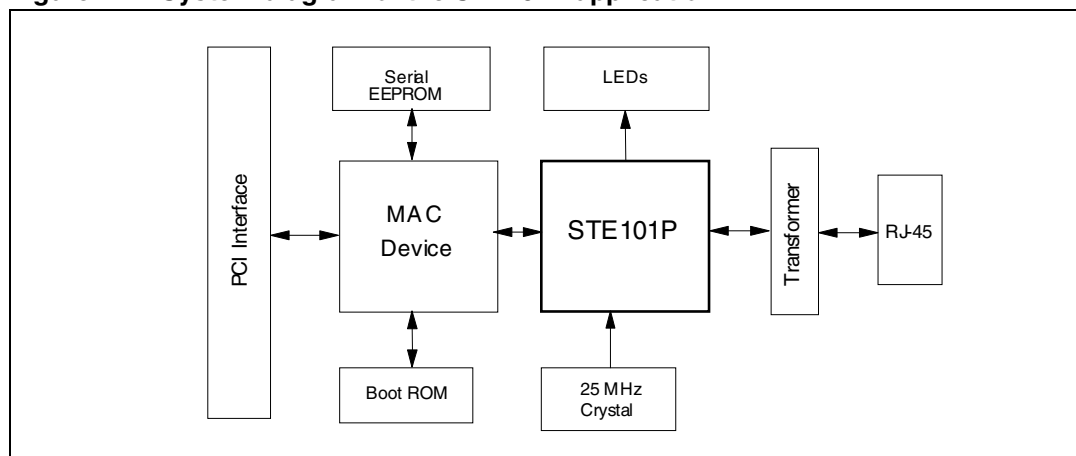 Serial
EEPROM
LEDs
PCI Interface
MAC
Device
STE101P
Transformer
RJ-45
Boot ROM
25 MHz
Crystal